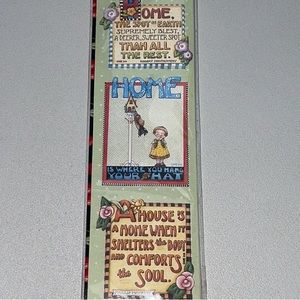 HOME,
THE SPOT OF EARTH
SUPREMELY BLEST,
A DEARER, SWEETER SPOT
THAN ALL
THE REST.
HOME
IS WHERE YOU HANG
YOUR HAT
A HOUSE IS
A HOME WHEN IT
SHELTERS the BODY
AND COMFORTS
the SOUL.